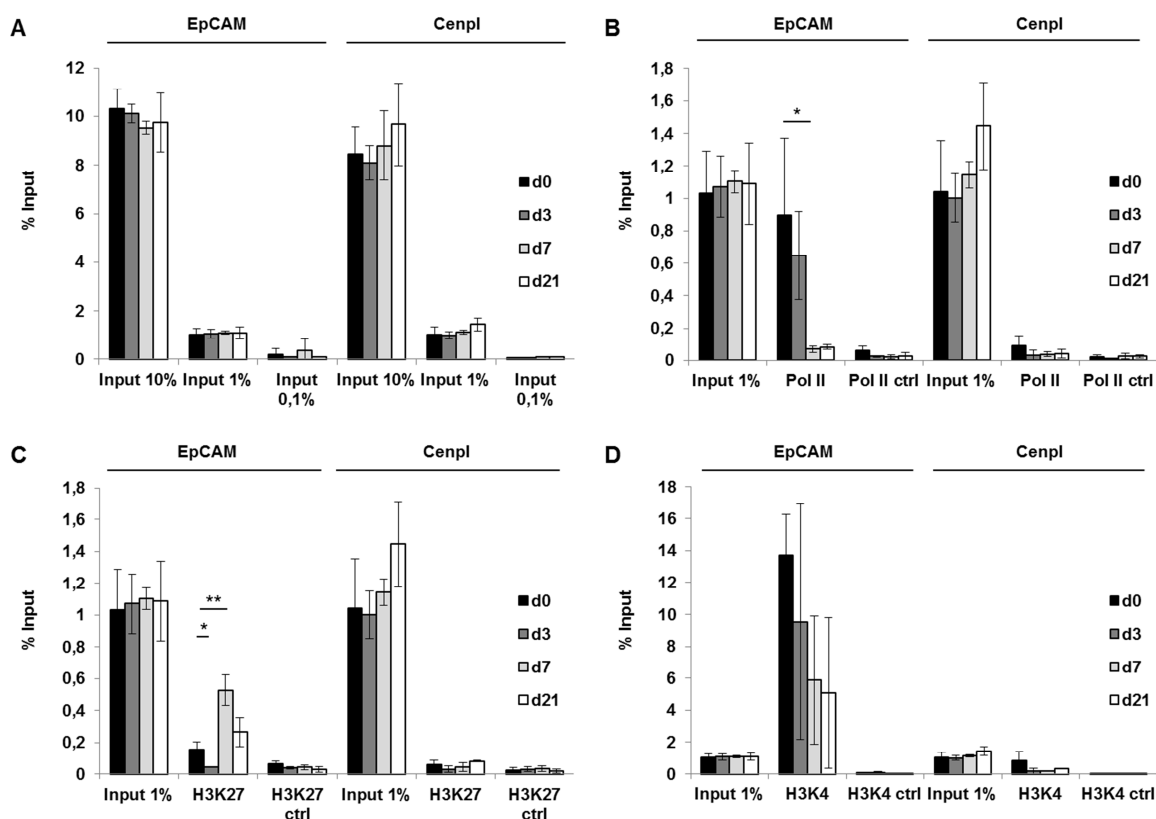 A
EpCAM
CenpI
% Input
12
10
8
6
4
2
0
Input 10%
Input 1%
Input
0,1%
Input 10%
Input 1%
Input
0,1%
d0
d3
d7
d21
B
EpCAM
CenpI
% Input
1,8
1,6
1,4
1,2
1
0,8
0,6
0,4
0,2
0
*
Input 1%
Pol II
Pol II ctrl
Input 1%
Pol II
Pol II ctrl
d0
d3
d7
d21
C
EpCAM
CenpI
% Input
1,8
1,6
1,4
1,2
1
0,8
0,6
0,4
0,2
0
**
*
Input 1%
H3K27
H3K27
ctrl
Input 1%
H3K27
H3K27
ctrl
d0
d3
d7
d21
D
EpCAM
CenpI
% Input
18
16
14
12
10
8
6
4
2
0
Input 1%
H3K4
H3K4 ctrl
Input 1%
H3K4
H3K4 ctrl
d0
d3
d7
d21